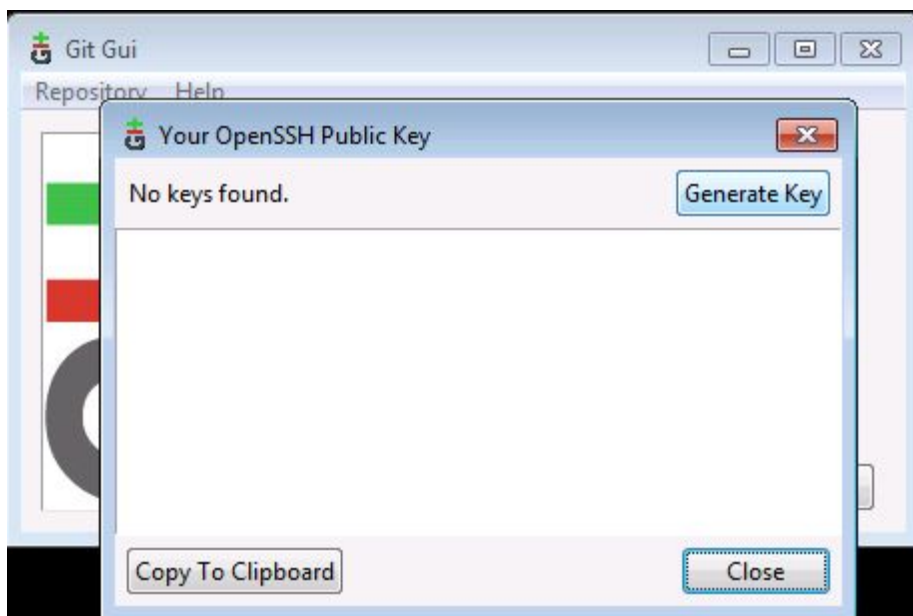 Git Gui
Repository Help
Your OpenSSH Public Key
No keys found.
Generate Key
Copy To Clipboard
Close